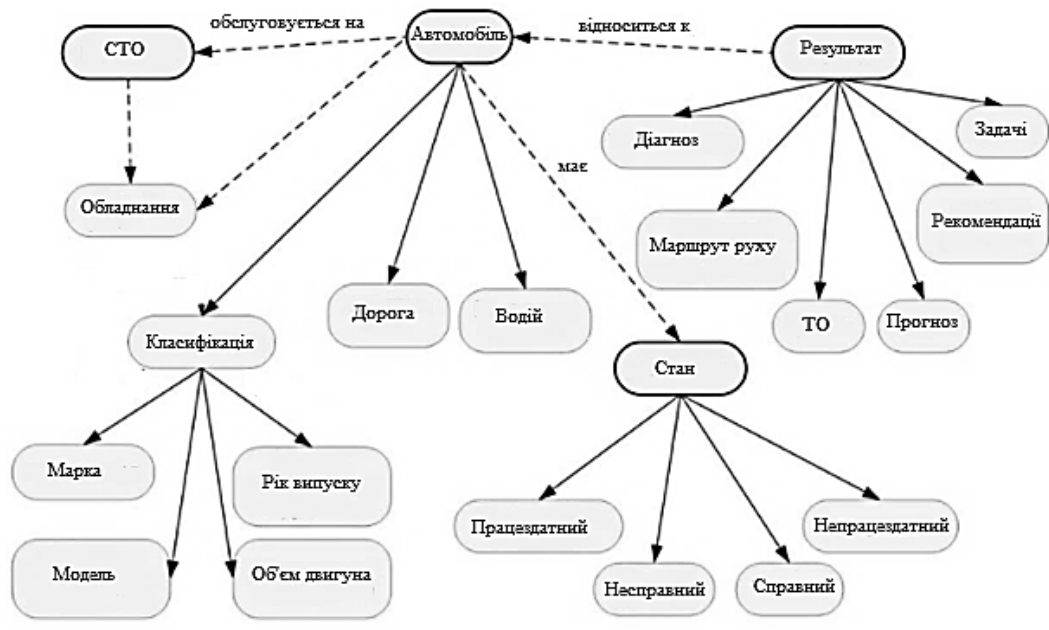 обслуговується на
Автомобіль
відноситься к
СТО
Результат
Діагноз
Задачі
має
Обладнання
Маршрут руху
Рекомендації
Дорога
Водій
ТО
Прогноз
Класифікація
Стан
Марка
Рік випуску
Працездатний
Непрацездатний
Модель
Об'єм двигуна
Несправний
Справний